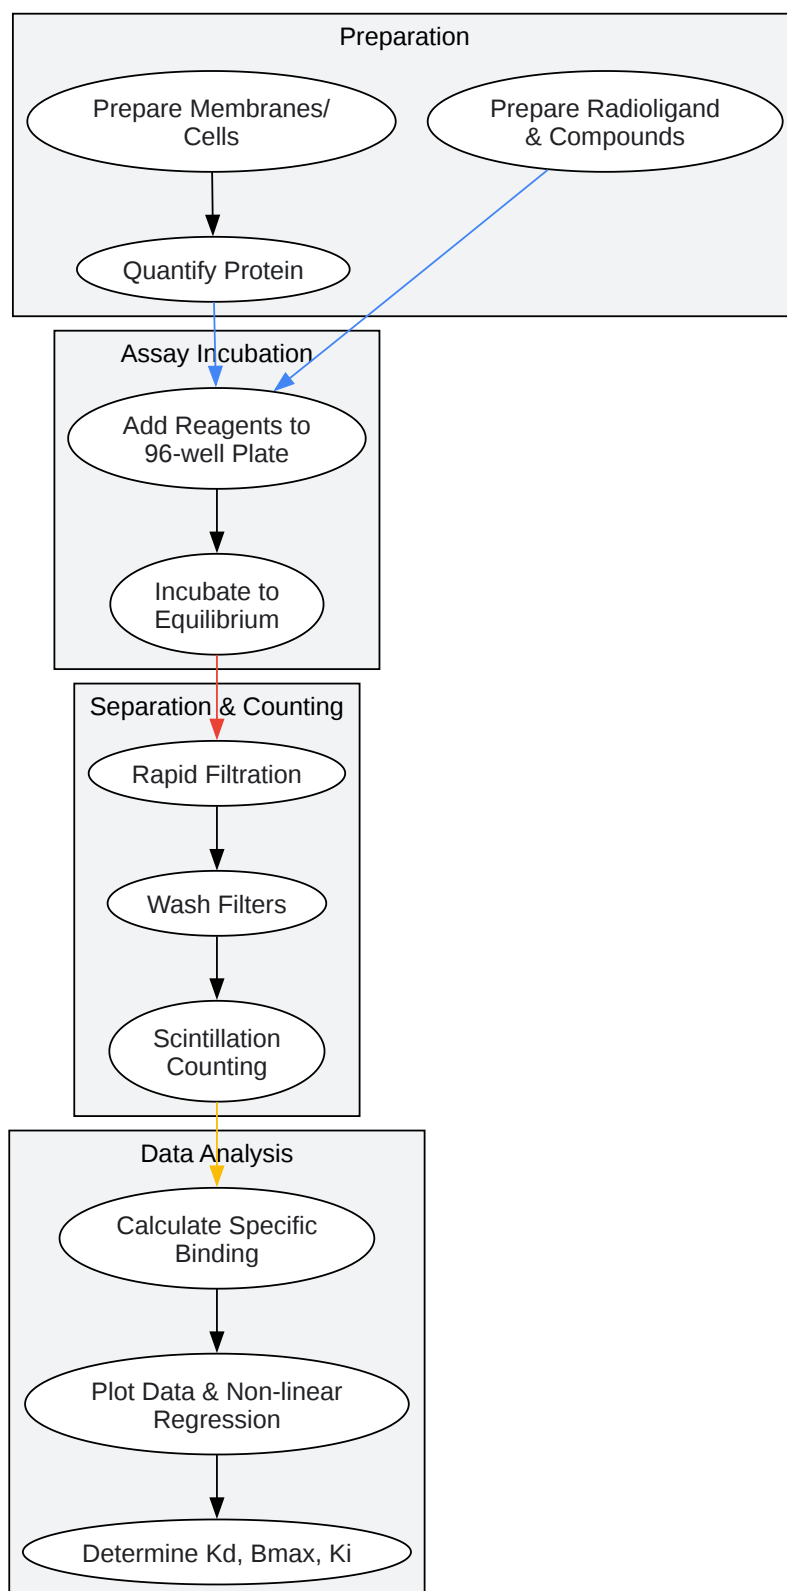 Preparation
Prepare Membranes/
Cells
Prepare Radioligand
& Compounds
Quantify Protein
Assay Incubation
Add Reagents to
96-well Plate
Incubate to
Equilibrium
Separation & Counting
Rapid Filtration
Wash Filters
Scintillation
Counting
Data Analysis
Calculate Specific
Binding
Plot Data & Non-linear
Regression
Determine Kd, Bmax, Ki